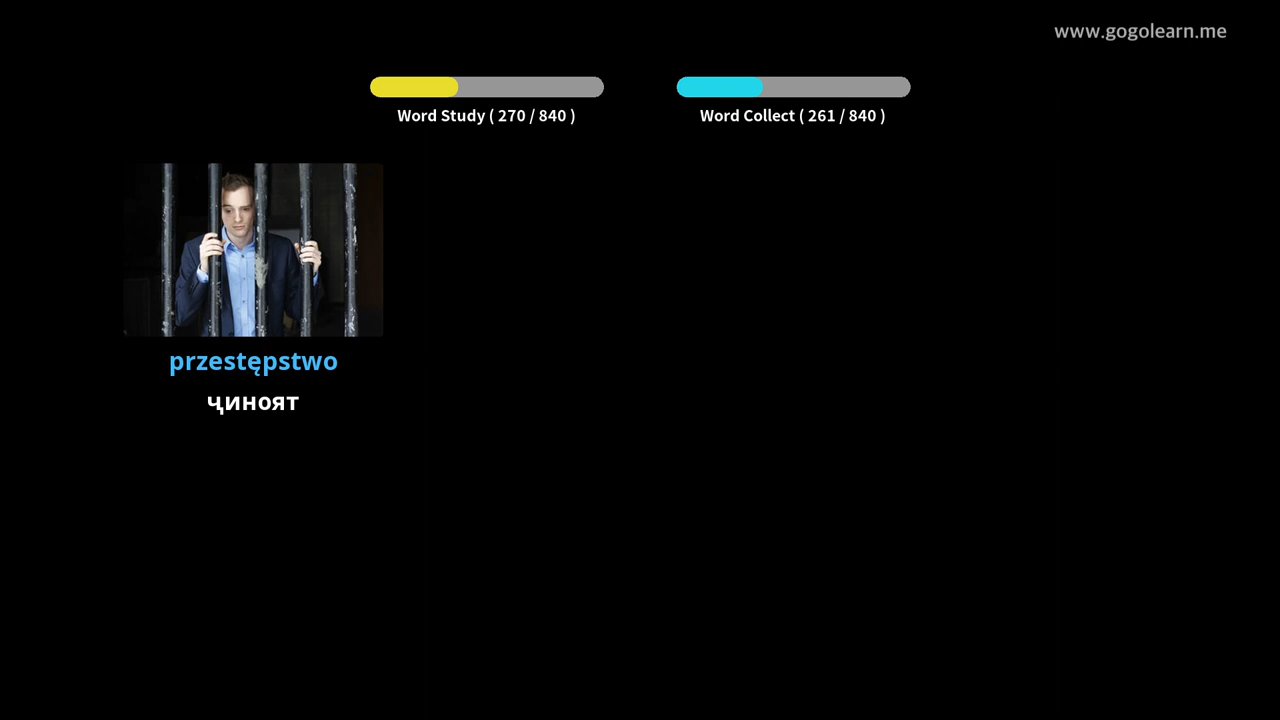 www.gogolearn.me
Word Study ( 270 / 840 )
Word Collect ( 261 / 840 )
przestępstwo
ҷиноят